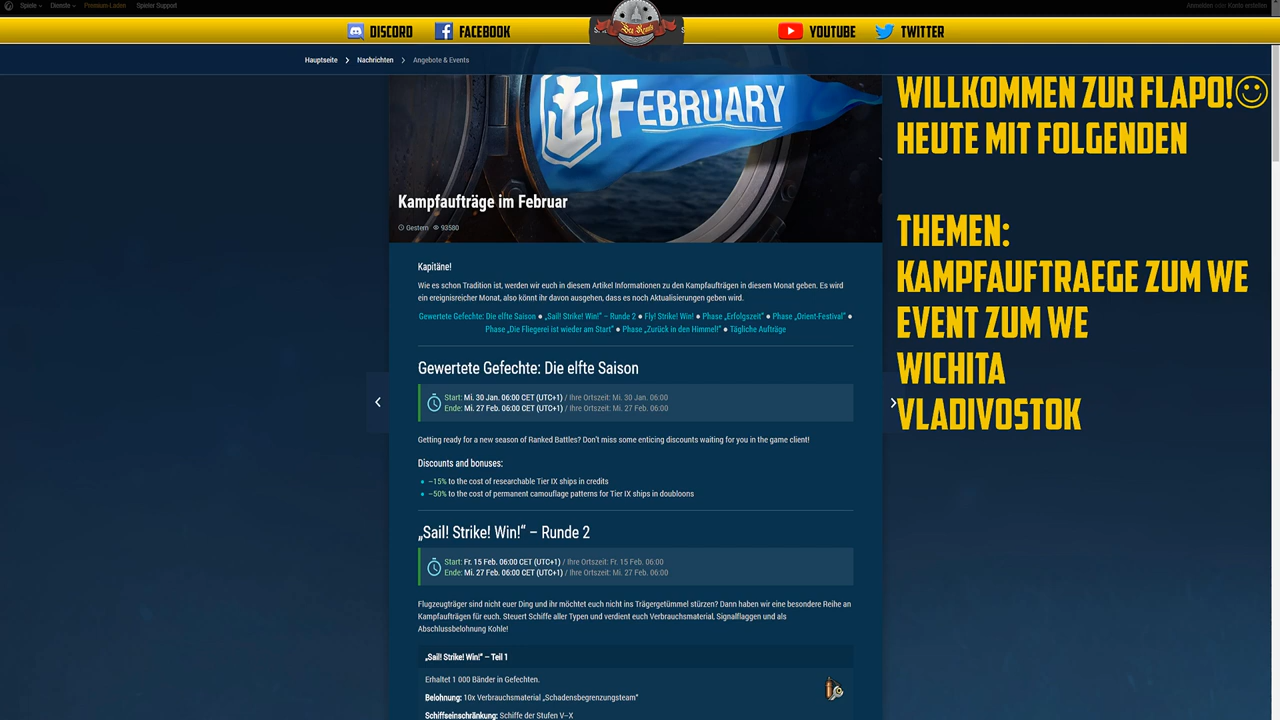 Spiele Dienste Premium-Laden Spieler Support
Anmelden oder Konte erstellen
DISCORD FACEBOOK
YOUTUBE TWITTER
Hauptseite Nachrichten Angebote & Events
FEBRUARY
Kampfaufträge im Februar
Gestern 93580
Kapitäne!
Wie es schon Tradition ist, werden wir euch in diesem Artikel Informationen zu den Kampfaufträgen in diesem Monat geben. Es wird
ein ereignisreicher Monat, also könnt ihr davon ausgehen, dass es noch Aktualisierungen geben wird.
Gewertete Gefechte: Die elfte Saison ● „Sail! Strike! Win!“ – Runde 2 ● Fly! Strike! Win! ● Phase „Erfolgszeit“ ● Phase „Orient-Festival“ ●
Phase „Die Fliegerei ist wieder am Start“ ● Phase „Zurück in den Himmel!“ ● Tägliche Aufträge
Gewertete Gefechte: Die elfte Saison
Start: Mi. 30 Jan. 06:00 CET (UTC+1) / Ihre Ortszeit: Mi. 30 Jan. 06:00
Ende: Mi. 27 Feb. 06:00 CET (UTC+1) / Ihre Ortszeit: Mi. 27 Feb. 06:00
Getting ready for a new season of Ranked Battles? Don't miss some enticing discounts waiting for you in the game client!
Discounts and bonuses:
–15% to the cost of researchable Tier IX ships in credits
–50% to the cost of permanent camouflage patterns for Tier IX ships in doubloons
„Sail! Strike! Win!“ – Runde 2
Start: Fr. 15 Feb. 06:00 CET (UTC+1) / Ihre Ortszeit: Fr. 15 Feb. 06:00
Ende: Mi. 27 Feb. 06:00 CET (UTC+1) / Ihre Ortszeit: Mi. 27 Feb. 06:00
Flugzeugträger sind nicht euer Ding und ihr möchtet euch nicht ins Trägergetümmel stürzen? Dann haben wir eine besondere Reihe an
Kampfaufträgen für euch. Steuert Schiffe aller Typen und verdient euch Verbrauchsmaterial, Signalflaggen und als
Abschlussbelohnung Kohle!
„Sail! Strike! Win!“ – Teil 1
Erhaltet 1 000 Bänder in Gefechten.
Belohnung: 10x Verbrauchsmaterial „Schadensbegrenzungsteam“
Schiffseinschränkung: Schiffe der Stufen V–X
WILLKOMMEN ZUR FLAPO!
HEUTE MIT FOLGENDEN
THEMEN:
KAMPFAUFTRAEGE ZUM WE
EVENT ZUM WE
WICHITA
VLADIVOSTOK